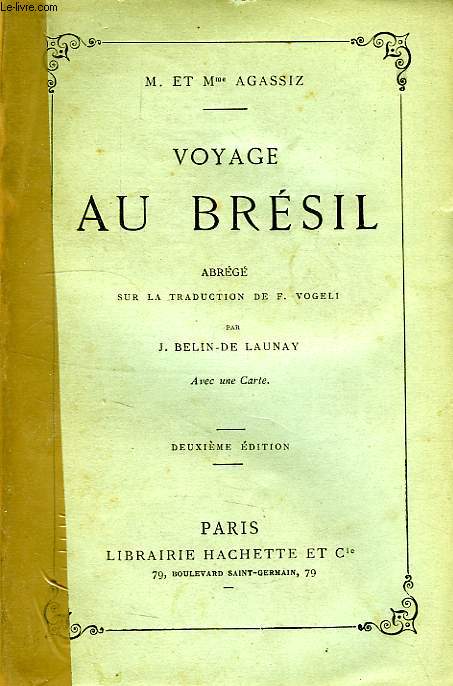 Le-livre.com
M. ET Mme AGASSIZ
VOYAGE
AU BRÉSIL
ABRÉGÉ
SUR LA TRADUCTION DE F. VOGELI
PAR
J. BELIN-DE LAUNAY
Avec une Carte.
DEUXIÈME ÉDITION
PARIS
LIBRAIRIE HACHETTE ET Cie
79, BOULEVARD SAINT-GERMAIN, 79